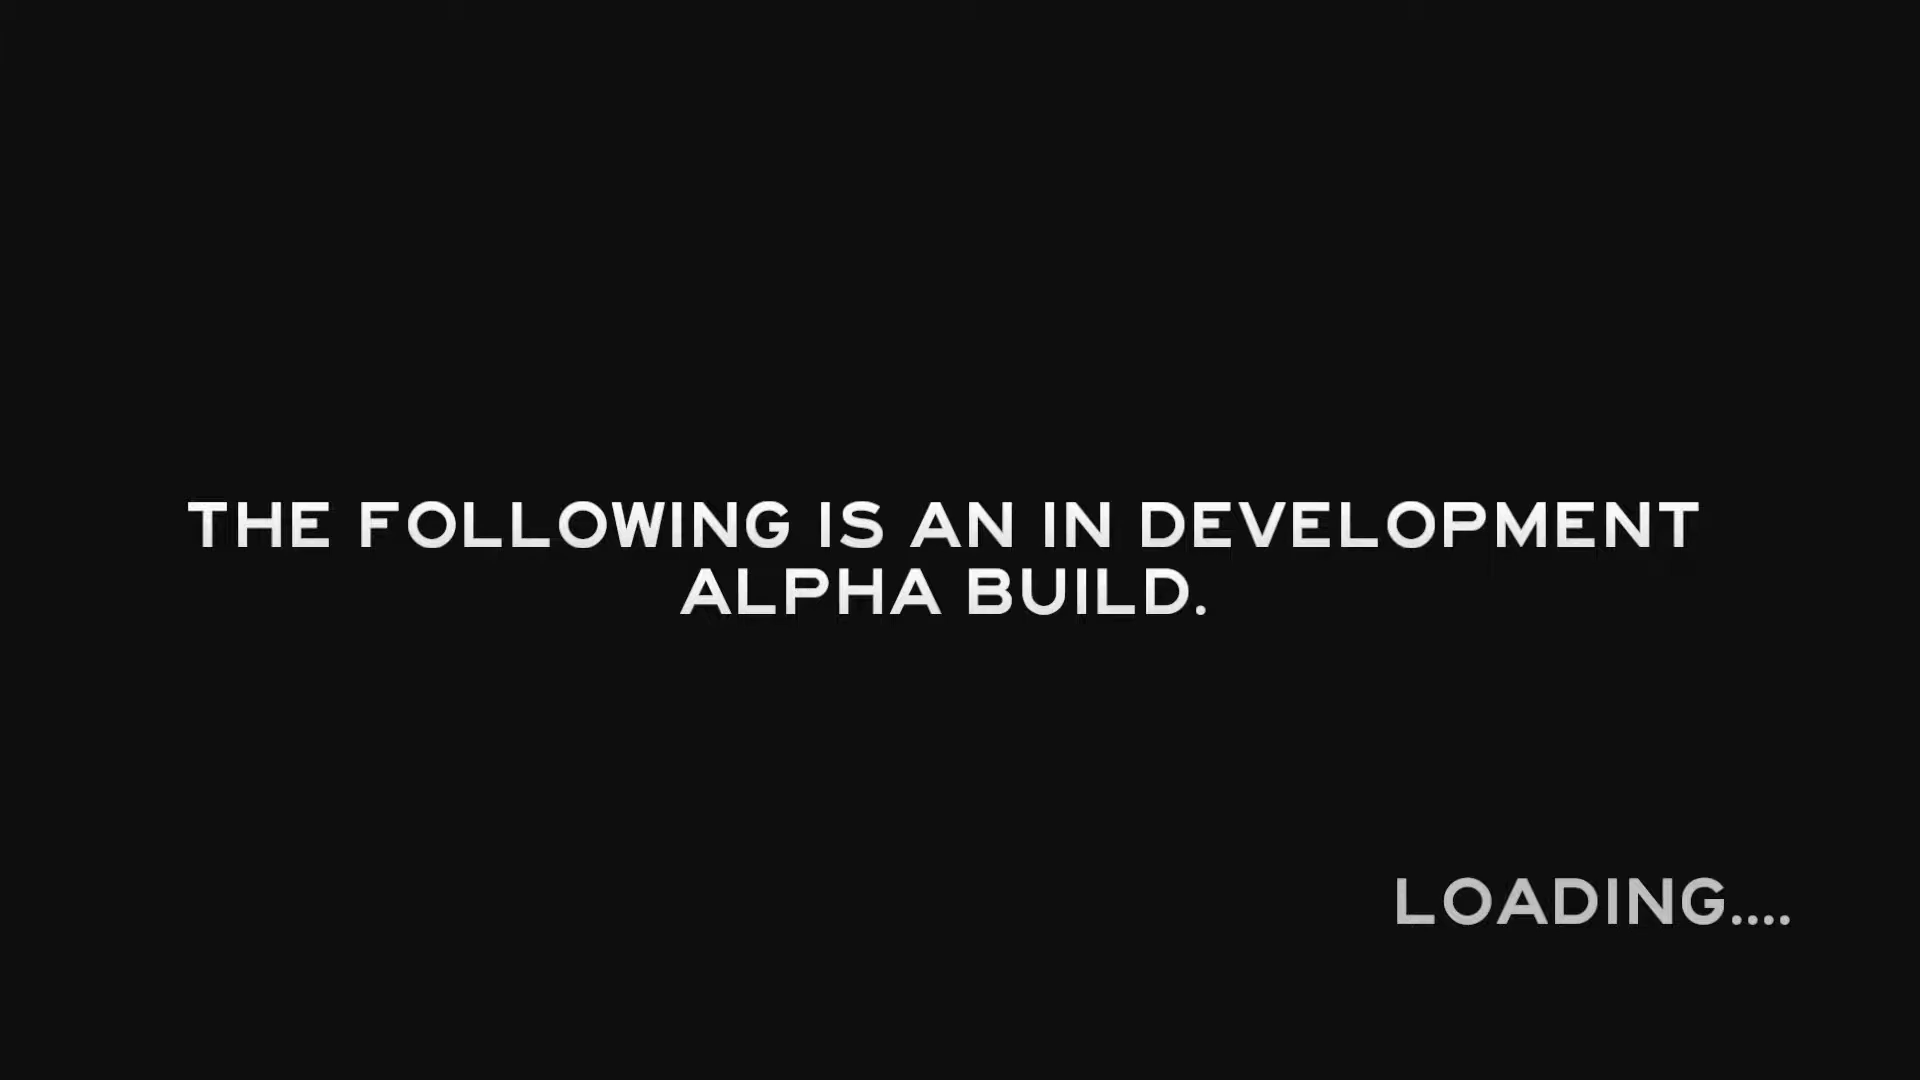 THE FOLLOWING IS AN IN DEVELOPMENT
ALPHA BUILD.
LOADING....